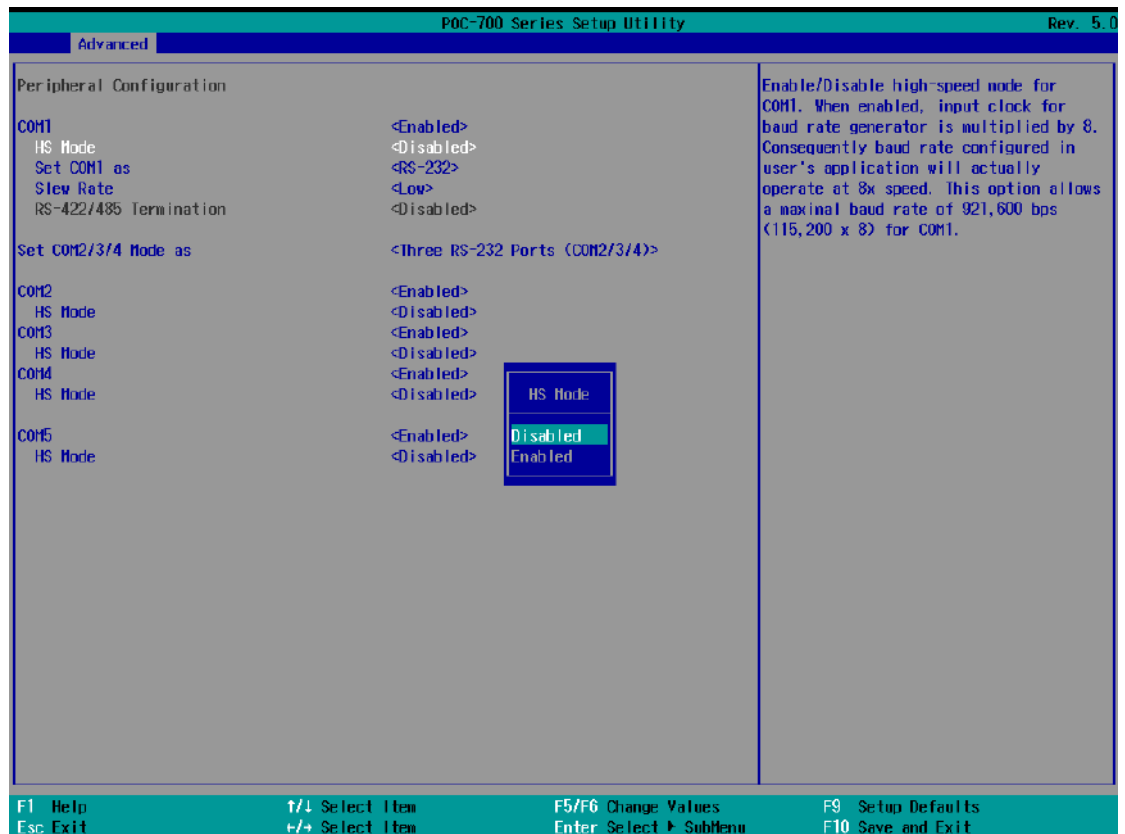 POC-700 Series Setup Utility Rev. 5.0
Advanced
Peripheral Configuration
COM1 <Enabled>
HS Mode <Disabled>
Set COM1 as <RS-232>
Slew Rate <Low>
RS-422/485 Termination <Disabled>
Set COM2/3/4 Mode as <Three RS-232 Ports (COM2/3/4)>
COM2 <Enabled>
HS Mode <Disabled>
COM3 <Enabled>
HS Mode <Disabled>
COM4 <Enabled>
HS Mode <Disabled>
COM5 <Enabled>
HS Mode <Disabled>
HS Mode
Disabled
Enabled
Enable/Disable high-speed mode for
COM1. When enabled, input clock for
baud rate generator is multiplied by 8.
Consequently baud rate configured in
user's application will actually
operate at 8x speed. This option allows
a maximal baud rate of 921,600 bps
(115,200 x 8) for COM1.
F1 Help ↑/↓ Select Item F5/F6 Change Values F9 Setup Defaults
Esc Exit ←/→ Select Item Enter Select ▶ SubMenu F10 Save and Exit